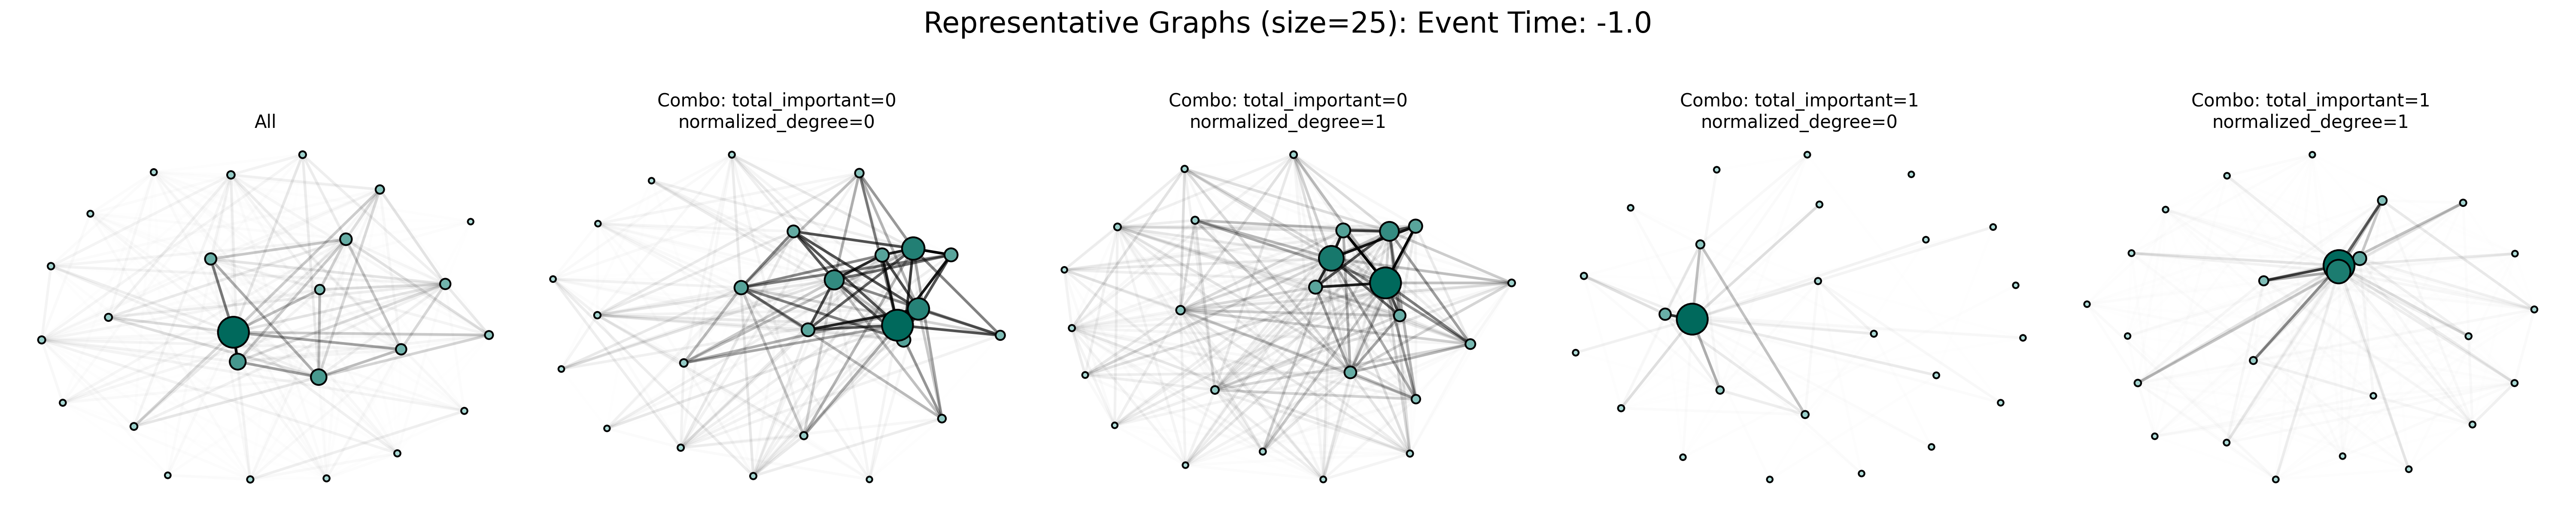 Representative Graphs (size=25): Event Time: -1.0
All
Combo: total_important=0
normalized_degree=0
Combo: total_important=0
normalized_degree=1
Combo: total_important=1
normalized_degree=0
Combo: total_important=1
normalized_degree=1